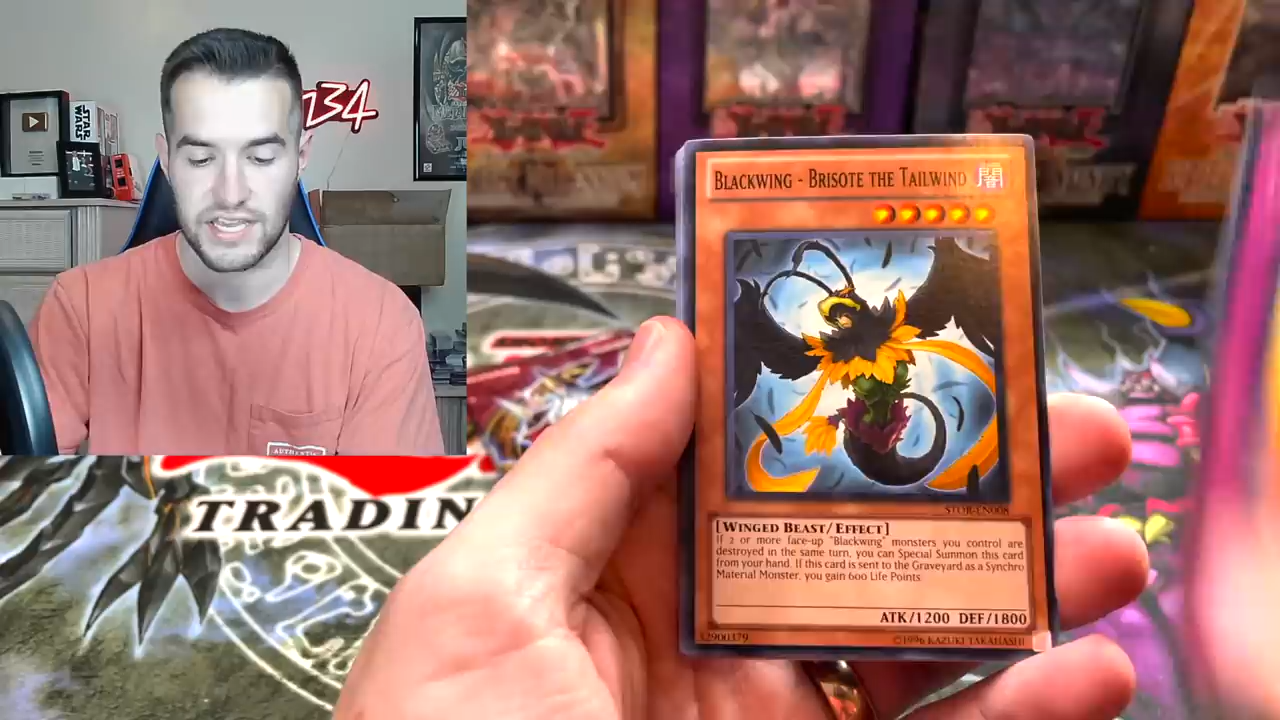 134
STAR
WARS
AUTHENTIC
TRADIN
BLACKWING - BRISOTE THE TAILWIND 闇
STOR-EN008
[WINGED BEAST/EFFECT]
If 2 or more face-up "Blackwing" monsters you control are
destroyed in the same turn, you can Special Summon this card
from your hand. If this card is sent to the Graveyard as a Synchro
Material Monster, you gain 600 Life Points.
ATK/1200 DEF/1800
©1996 KAZUKI TAKAHASHI